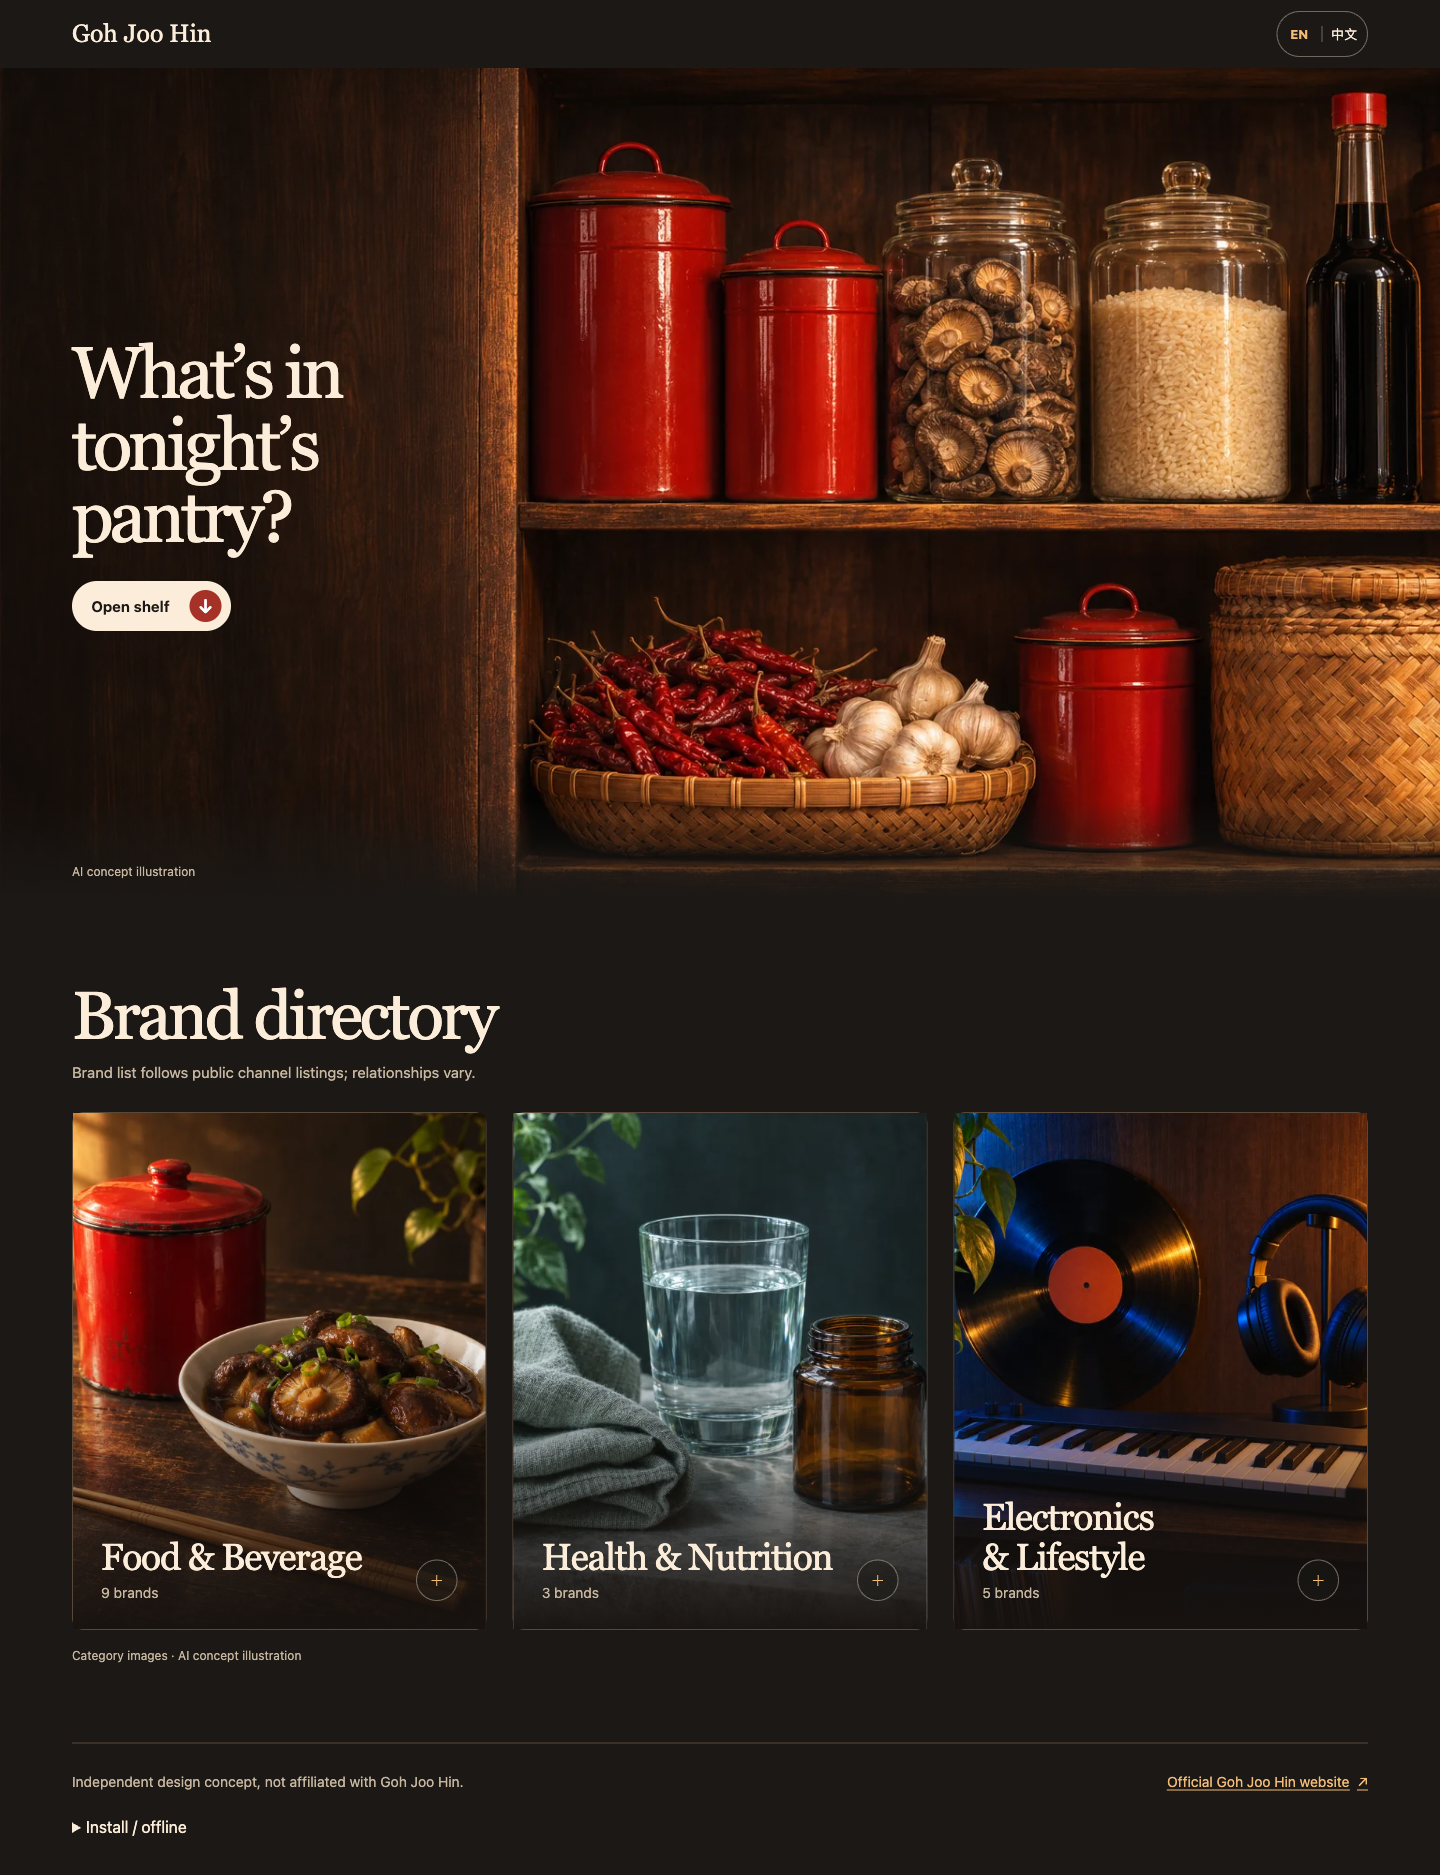 Goh Joo Hin
EN | 中文
What’s in
tonight’s
pantry?
Open shelf
AI concept illustration
Brand directory
Brand list follows public channel listings; relationships vary.
Food & Beverage
9 brands
Health & Nutrition
3 brands
Electronics
& Lifestyle
5 brands
Category images · AI concept illustration
Independent design concept, not affiliated with Goh Joo Hin.
Official Goh Joo Hin website ↗
Install / offline